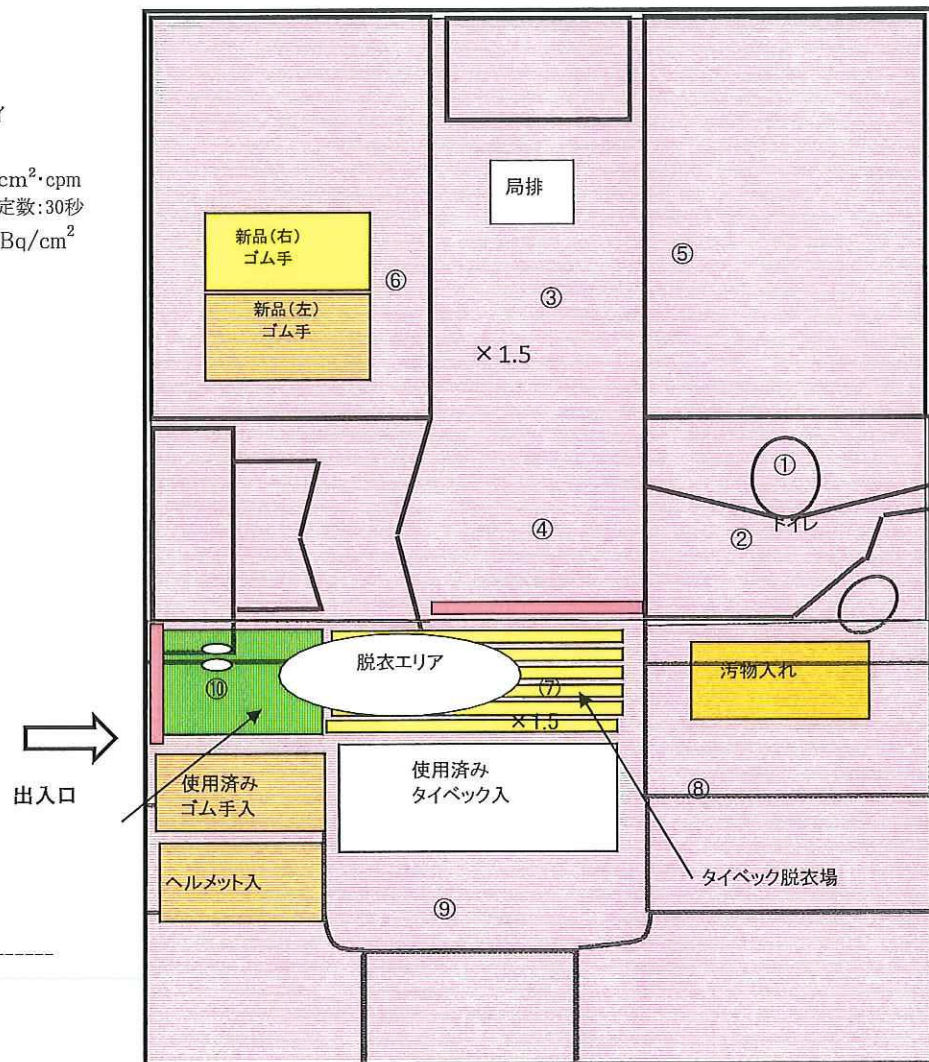 イ
cm²·cpm
定数:30秒
Bq/cm²
局排
新品(右)
ゴム手
新品(左)
ゴム手
⑥
③
⑤
×1.5
①
トイレ
②
④
脱衣エリア
⑩
(7)
×1.5
汚物入れ
出入口
使用済み
ゴム手入
使用済み
タイベック入
⑧
ヘルメット入
タイベック脱衣場
⑨